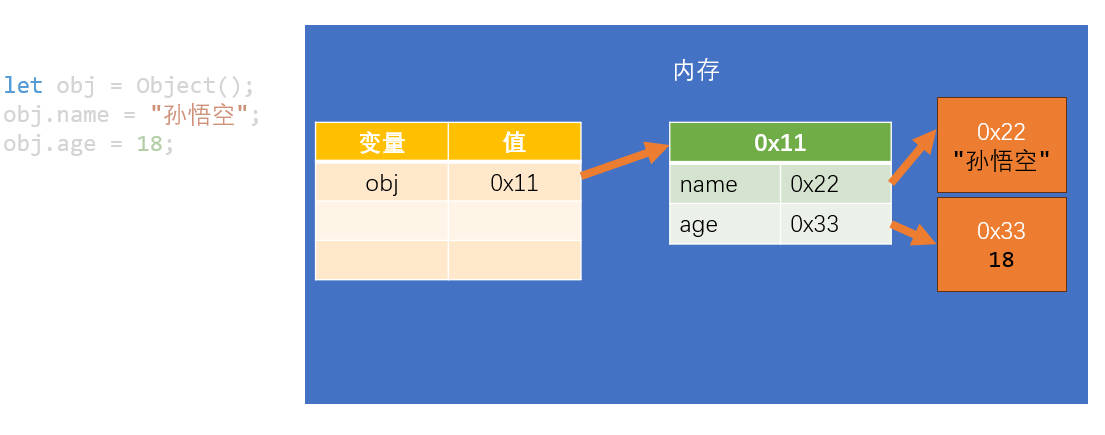 let obj = Object();
obj.name = "孙悟空";
obj.age = 18;
内存
变量 值
obj 0x11
0x11
name 0x22
age 0x33
0x22
"孙悟空"
0x33
18